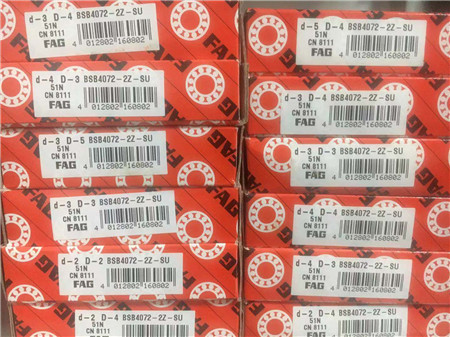 d-3 D-4 BSB4072-2Z-SU
51N
CN 8111
FAG
4 012802 160802
d-4 D-3 BSB4072-2Z-SU
51N
CN 8111
FAG
4 012802 160802
d-3 D-5 BSB4072-2Z-SU
51N
CN 8111
FAG
4 012802 160802
d-3 D-3 BSB4072-2Z-SU
51N
CN 8111
FAG
4 012802 160802
d-2 D-2 BSB4072-2Z-SU
51N
CN 8111
FAG
4 012802 160802
d-2 D-4 BSB4072-2Z-SU
51N
CN 8111
d-5 D-4 BSB4072-2Z-SU
51N
CN 8111
FAG
4 012802 160802
d-3 D-4 BSB4072-2Z-SU
51N
CN 8111
FAG
4 012802 160802
d-3 D-3 BSB4072-2Z-SU
51N
CN 8111
FAG
4 012802 160802
d-4 D-4 BSB4072-2Z-SU
51N
CN 8111
FAG
4 012802 160802
d-4 D-3 BSB4072-2Z-SU
51N
CN 8111
FAG
4 012802 160802
d-2 D-4 BSB4072-2Z-SU
51N
CN 8111